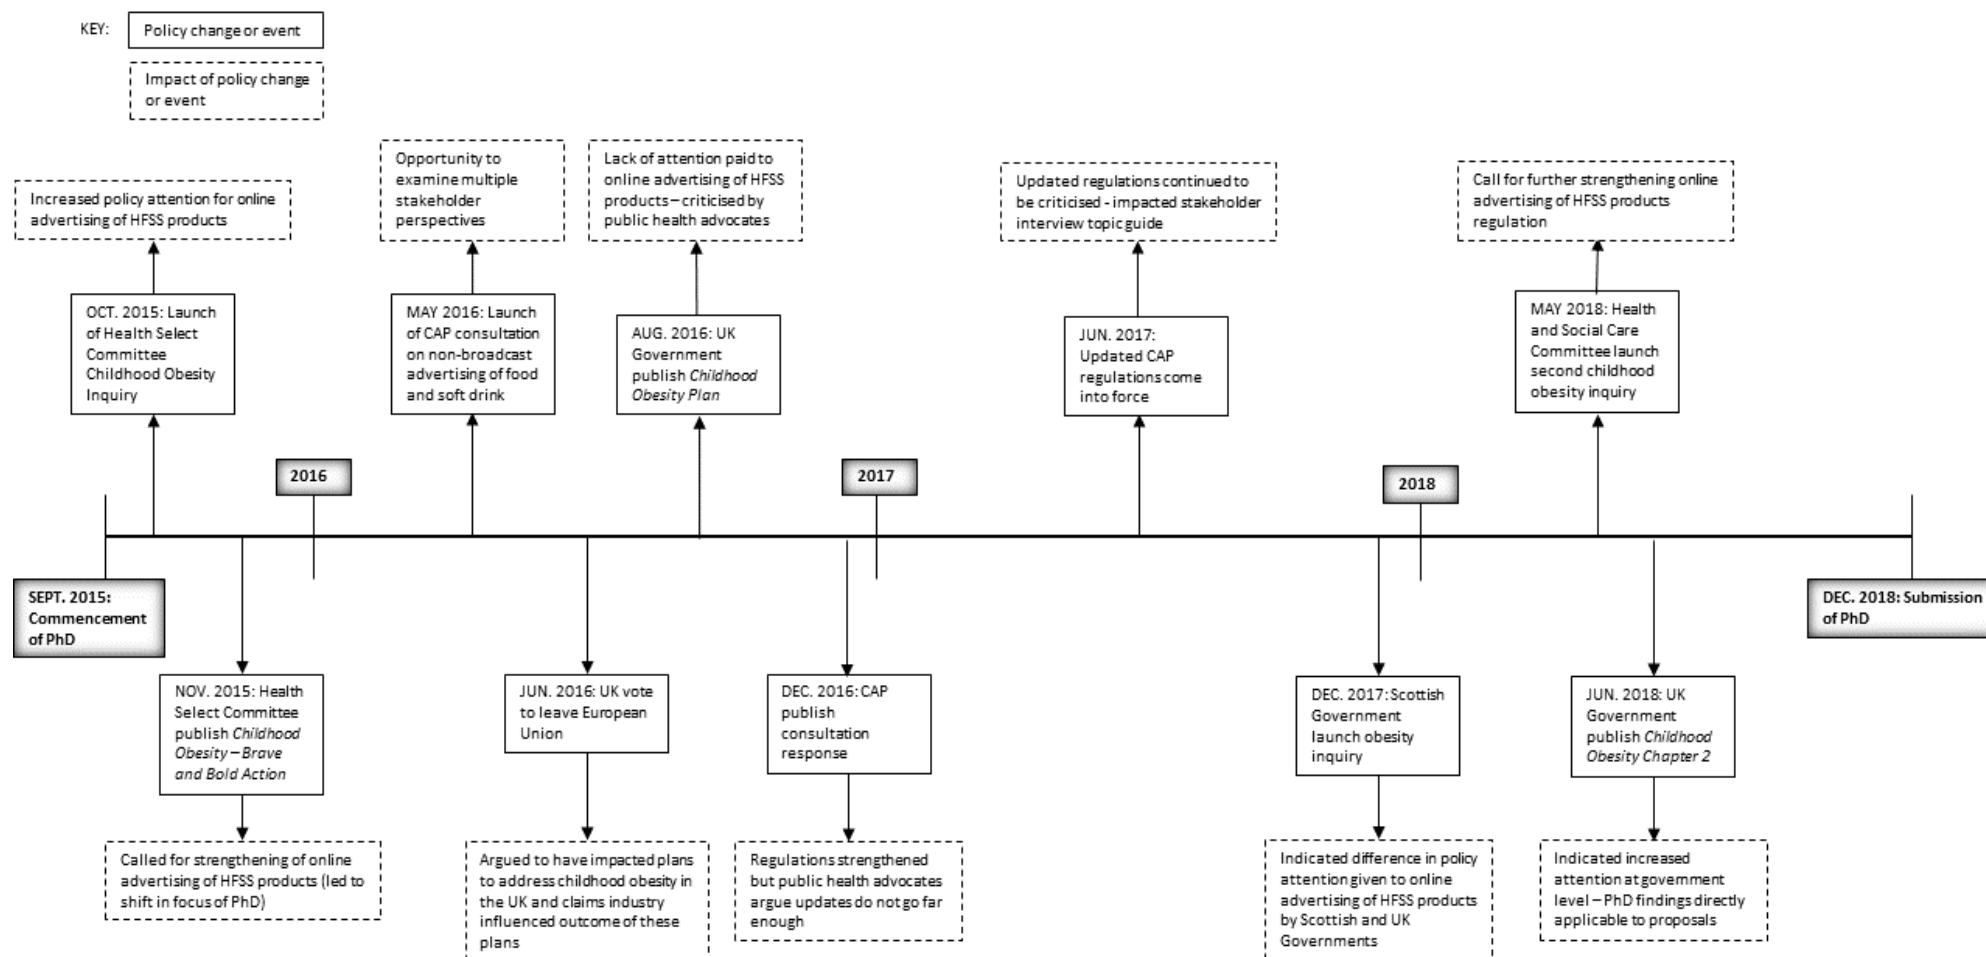 KEY:
Policy change or event
Impact of policy change
or event
Increased policy attention for online
advertising of HFSS products
Opportunity to
examine multiple
stakeholder
perspectives
Lack of attention paid to
online advertising of HFSS
products – criticised by
public health advocates
Updated regulations continued to
be criticised - impacted stakeholder
interview topic guide
Call for further strengthening online
advertising of HFSS products
regulation
OCT. 2015: Launch
of Health Select
Committee
Childhood Obesity
Inquiry
MAY 2016: Launch
of CAP consultation
on non-broadcast
advertising of food
and soft drink
AUG. 2016: UK
Government
publish Childhood
Obesity Plan
JUN. 2017:
Updated CAP
regulations come
into force
MAY 2018: Health
and Social Care
Committee launch
second childhood
obesity inquiry
2016
2017
2018
SEPT. 2015:
Commencement
of PhD
DEC. 2018: Submission
of PhD
NOV. 2015: Health
Select Committee
publish Childhood
Obesity – Brave
and Bold Action
JUN. 2016: UK vote
to leave European
Union
DEC. 2016: CAP
publish
consultation
response
DEC. 2017: Scottish
Government
launch obesity
inquiry
JUN. 2018: UK
Government
publish Childhood
Obesity Chapter 2
Called for strengthening of online
advertising of HFSS products (led to
shift in focus of PhD)
Argued to have impacted plans
to address childhood obesity in
the UK and claims industry
influenced outcome of these
plans
Regulations strengthened
but public health advocates
argue updates do not go far
enough
Indicated difference in policy
attention given to online
advertising of HFSS products
by Scottish and UK
Governments
Indicated increased
attention at government
level – PhD findings directly
applicable to proposals